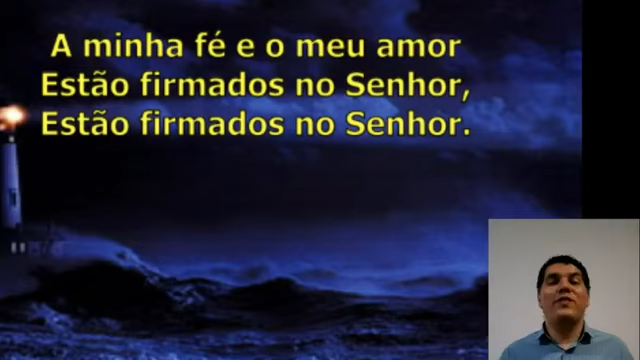 A minha fé e o meu amor
Estão firmados no Senhor,
Estão firmados no Senhor.